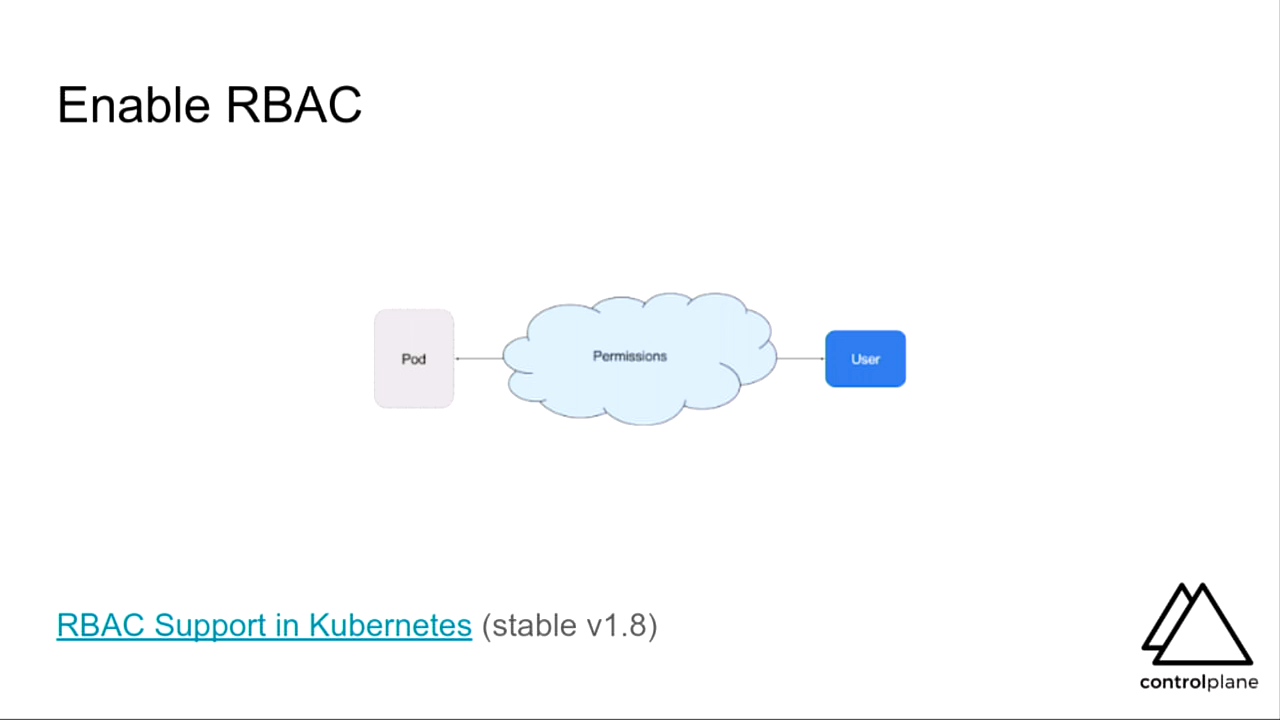 Enable RBAC
Pod
Permissions
User
RBAC Support in Kubernetes (stable v1.8)
controlplane